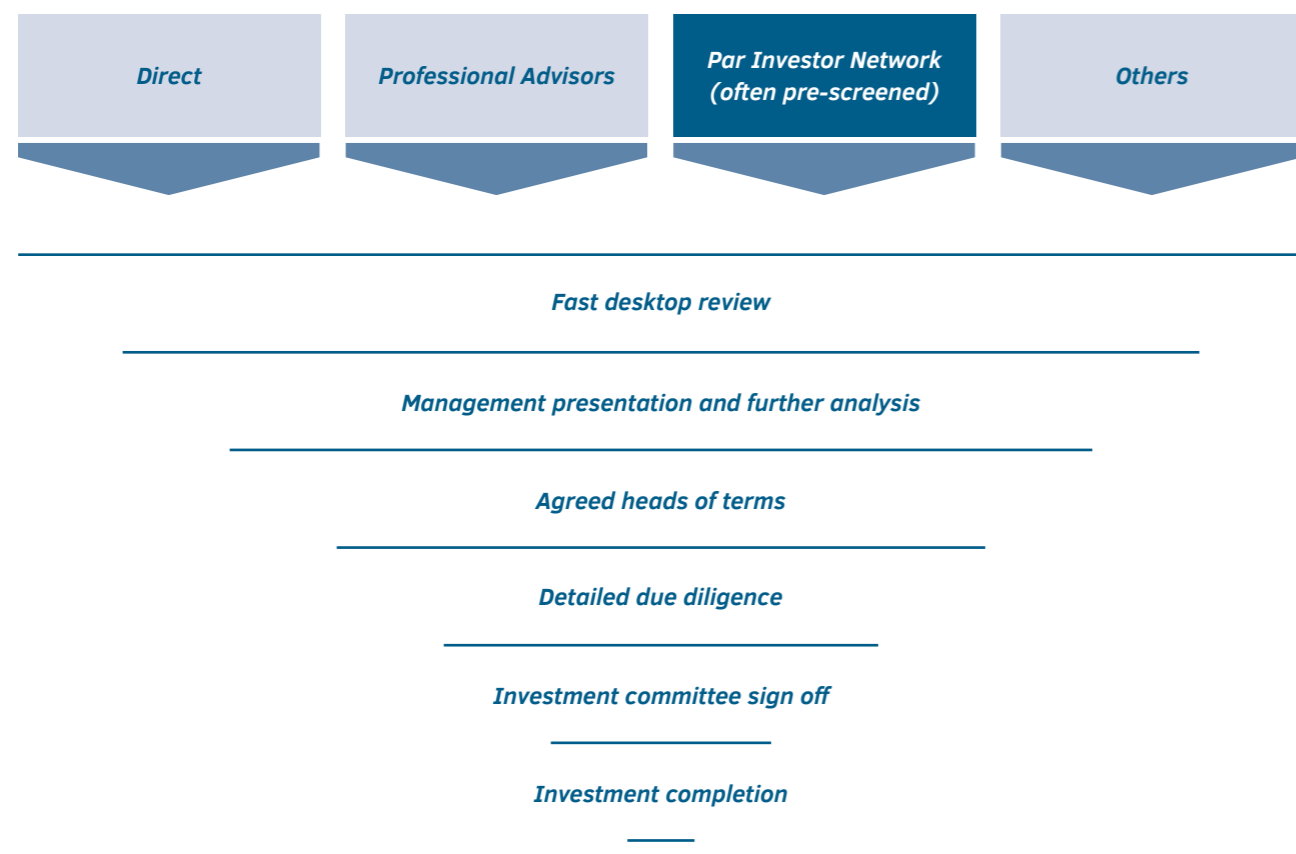 Direct
Professional Advisors
Par Investor Network
(often pre-screened)
Others
Fast desktop review
Management presentation and further analysis
Agreed heads of terms
Detailed due diligence
Investment committee sign off
Investment completion